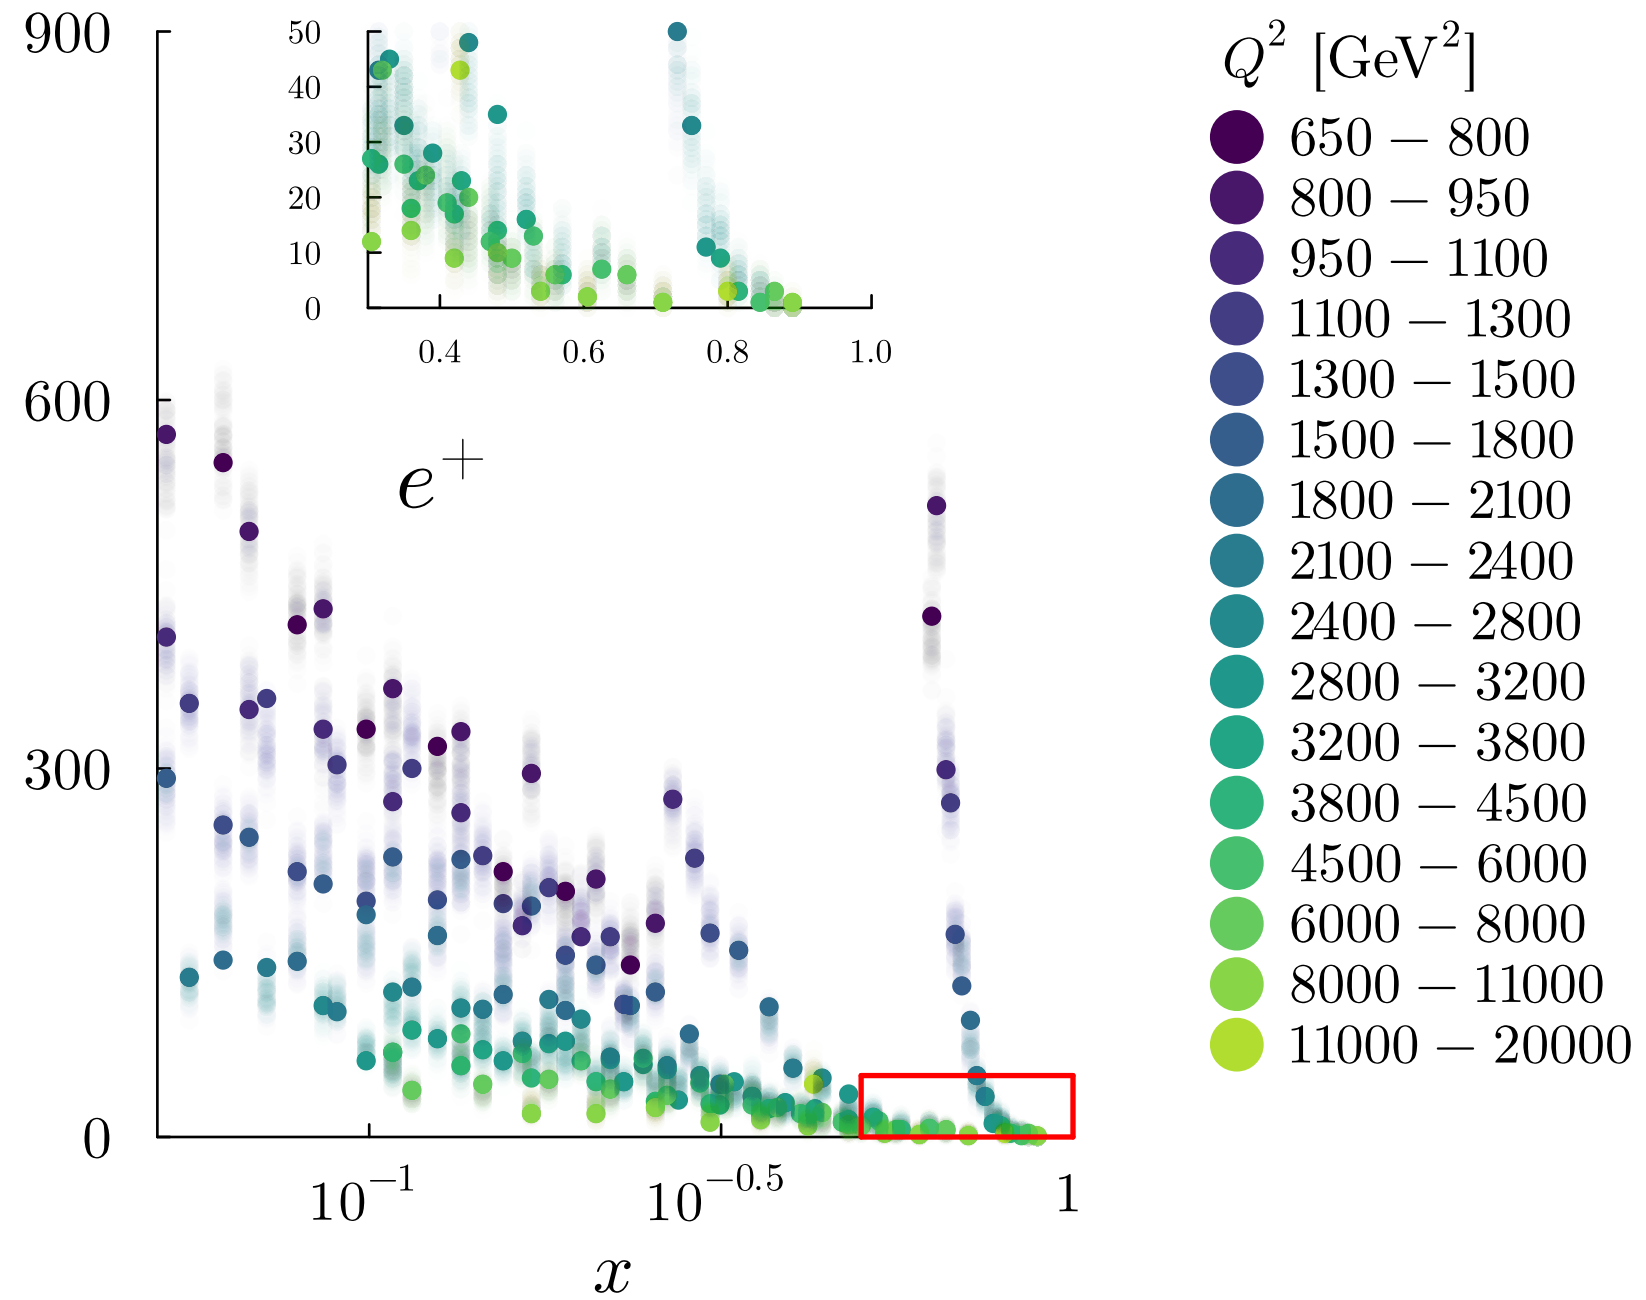 900
600
300
0
50
40
30
20
10
0
0.4 0.6 0.8 1.0
e⁺
10⁻¹ 10⁻⁰·⁵ 1
x
Q² [GeV²]
650 – 800
800 – 950
950 – 1100
1100 – 1300
1300 – 1500
1500 – 1800
1800 – 2100
2100 – 2400
2400 – 2800
2800 – 3200
3200 – 3800
3800 – 4500
4500 – 6000
6000 – 8000
8000 – 11000
11000 – 20000